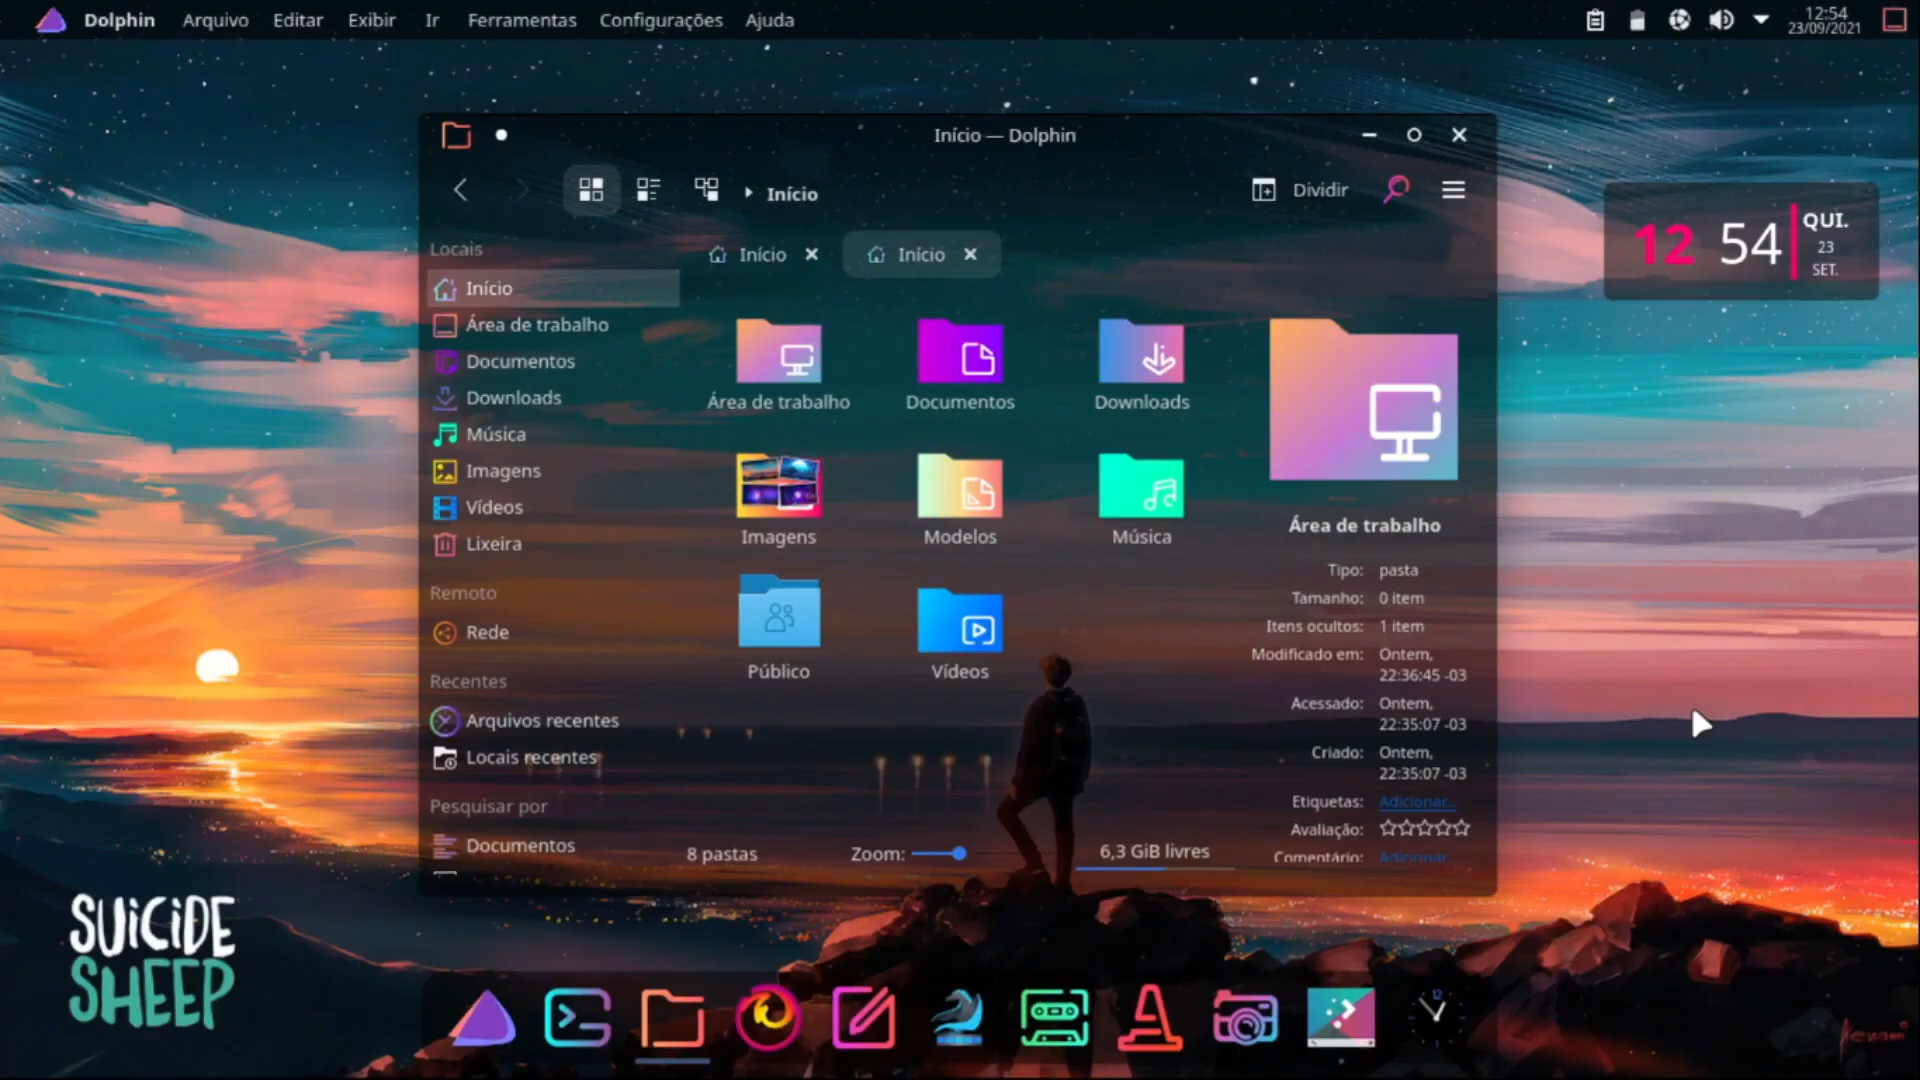 Dolphin Arquivo Editar Exibir Ir Ferramentas Configurações Ajuda
12:54
23/09/2021
Início — Dolphin
Início
Dividir
Início
Início
Locais
Início
Área de trabalho
Documentos
Downloads
Música
Imagens
Vídeos
Lixeira
Remoto
Rede
Recentes
Arquivos recentes
Locais recentes
Pesquisar por
Documentos
Área de trabalho
Documentos
Downloads
Imagens
Modelos
Música
Público
Vídeos
Área de trabalho
Tipo: pasta
Tamanho: 0 item
Itens ocultos: 1 item
Modificado em: Ontem,
22:36:45 -03
Acessado: Ontem,
22:35:07 -03
Criado: Ontem,
22:35:07 -03
Etiquetas: Adicionar...
Avaliação:
Comentário: Adicionar
8 pastas
Zoom:
6,3 GiB livres
12 54
QUI.
23
SET.
SUiCiDE
SHEEP
12